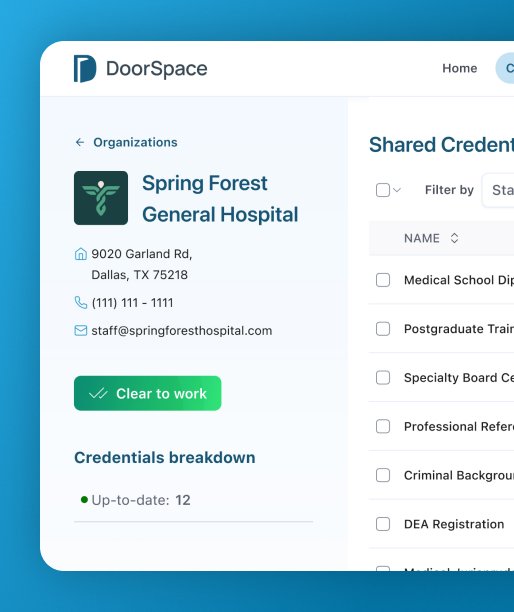 DoorSpace
Home
C
← Organizations
Spring Forest
General Hospital
9020 Garland Rd,
Dallas, TX 75218
(111) 111 - 1111
staff@springforesthospital.com
Clear to work
Credentials breakdown
Up-to-date: 12
Shared Credent
Filter by
Sta
NAME
Medical School Dip
Postgraduate Train
Specialty Board Ce
Professional Refer
Criminal Backgroun
DEA Registration